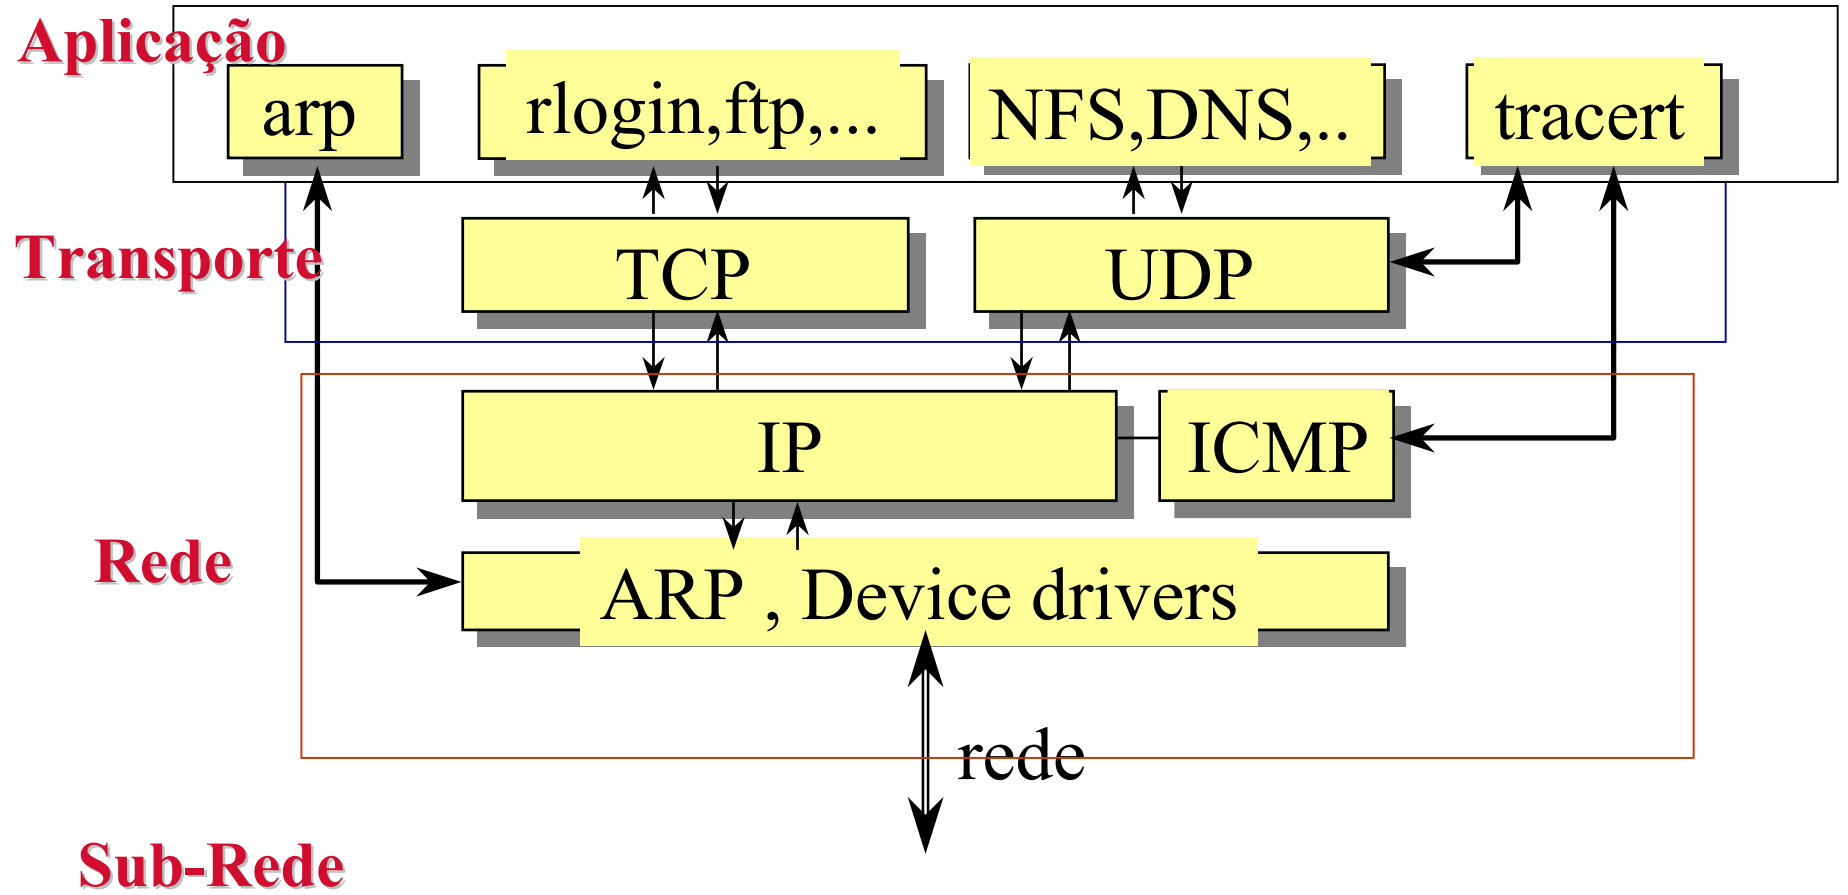 Aplicação
arp
rlogin,ftp,...
NFS,DNS,..
tracert
Transporte
TCP
UDP
IP
ICMP
Rede
ARP , Device drivers
rede
Sub-Rede